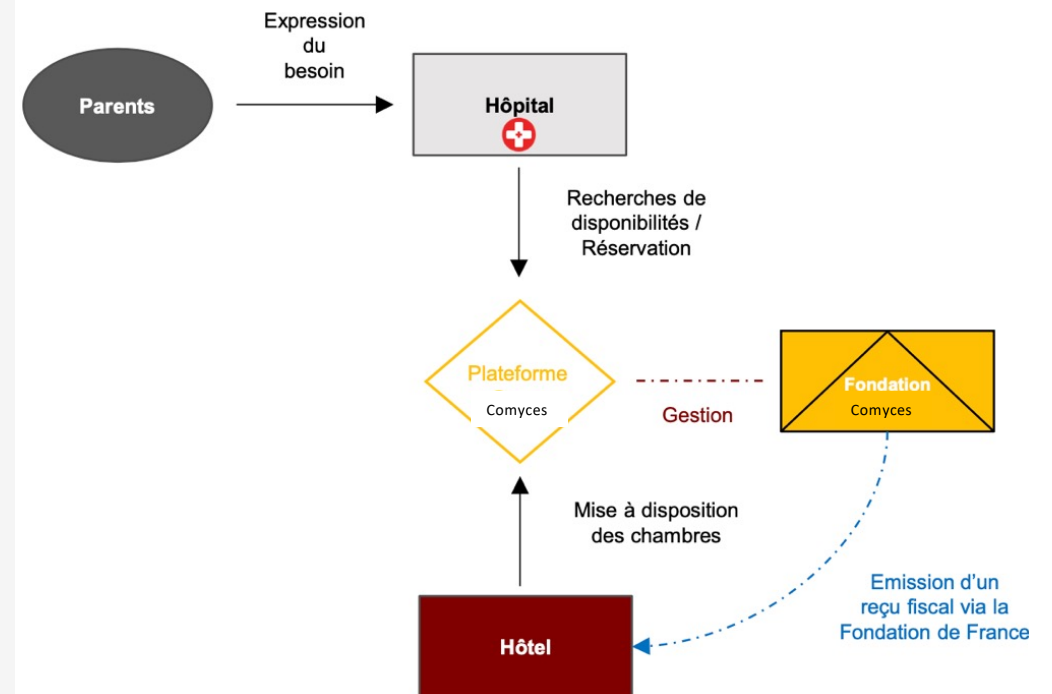 Expression
du
besoin
Parents
Hôpital
Recherches de
disponibilités /
Réservation
Plateforme
Comyces
Gestion
Fondation
Comyces
Mise à disposition
des chambres
Emission d'un
reçu fiscal via la
Fondation de France
Hôtel